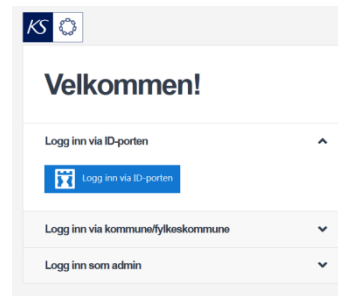 KS
Velkommen!
Logg inn via ID-porten
Logg inn via ID-porten
Logg inn via kommune/fylkeskommune
Logg inn som admin